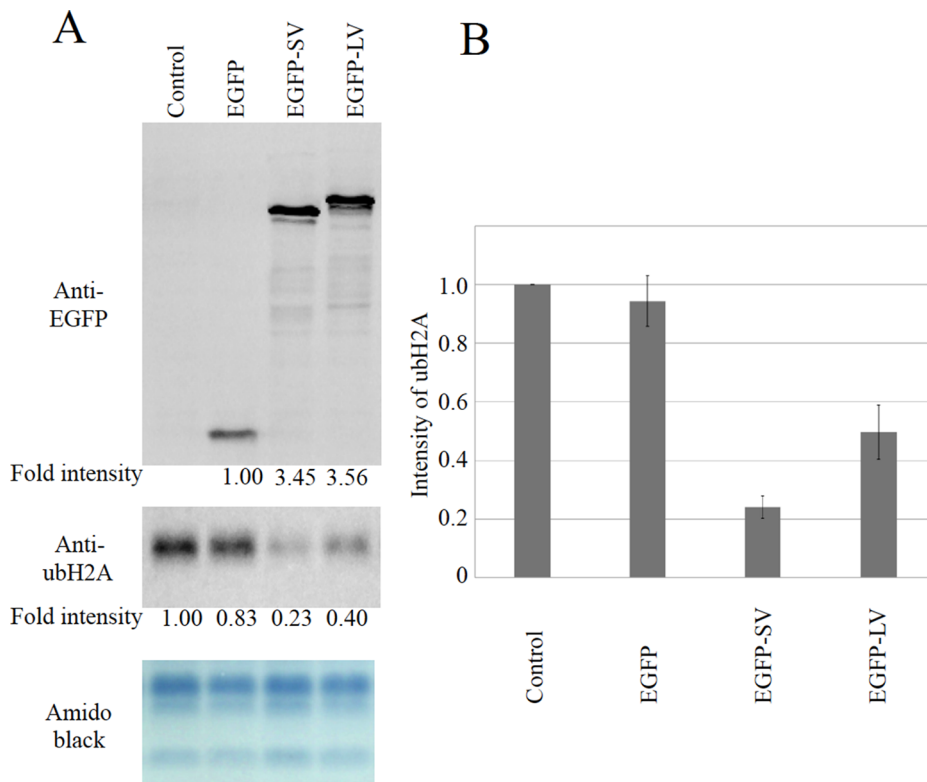 A
Control
EGFP
EGFP-SV
EGFP-LV
Anti-
EGFP
Fold intensity
1.00 3.45 3.56
Anti-
ubH2A
Fold intensity 1.00 0.83 0.23 0.40
Amido
black
B
Intensity of ubH2A
1.0
0.8
0.6
0.4
0.2
0
Control
EGFP
EGFP-SV
EGFP-LV